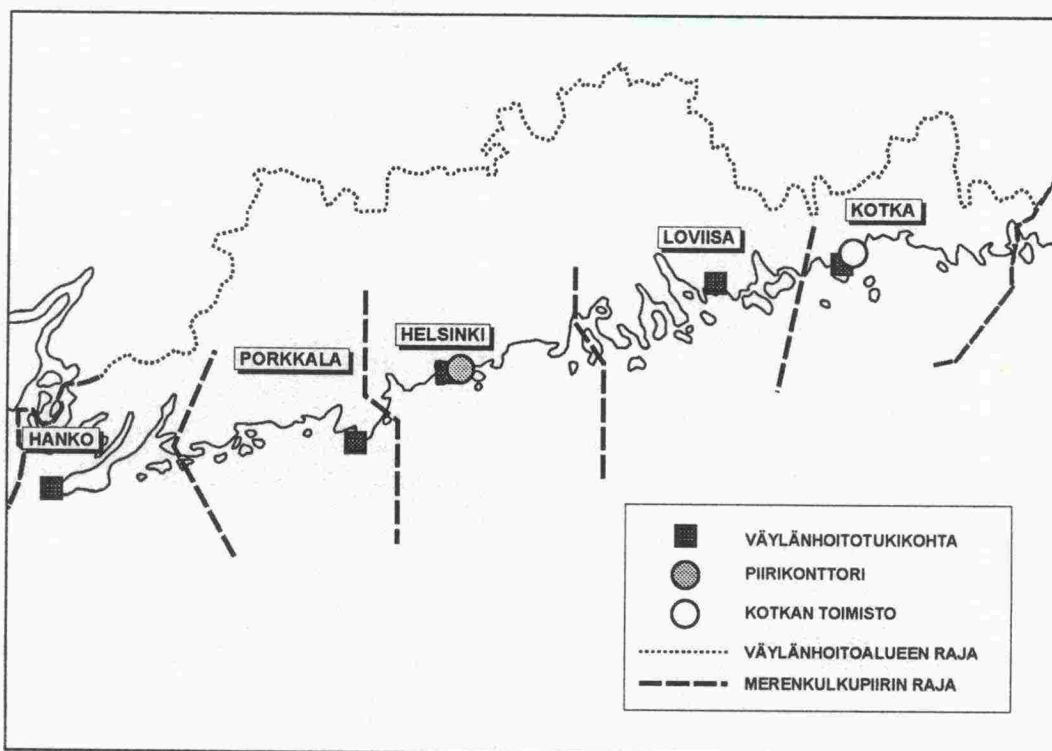 KOTKA
LOVIISA
HELSINKI
PORKKALA
HANKO
VÄYLÄNHOITOTUKIKOHTA
PIIRIKONTTORI
KOTKAN TOIMISTO
VÄYLÄNHOITOALUEEN RAJA
MERENKULKUPIIRIN RAJA